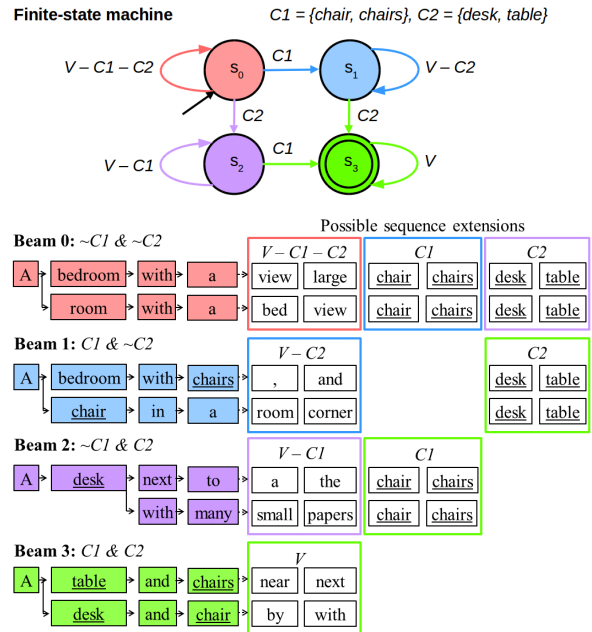 Finite-state machine C1 = {chair, chairs}, C2 = {desk, table}
V – C1 – C2 s0 C1 s1 V – C2
C2 C2
V – C1 s2 C1 s3 V
Possible sequence extensions
Beam 0: ~C1 & ~C2 V – C1 – C2 C1 C2
A bedroom with a view large chair chairs desk table
room with a bed view chair chairs desk table
Beam 1: C1 & ~C2 V – C2 C2
A bedroom with chairs , and desk table
chair in a room corner desk table
Beam 2: ~C1 & C2 V – C1 C1
A desk next to a the chair chairs
with many small papers chair chairs
Beam 3: C1 & C2 V
A table and chairs near next
desk and chair by with